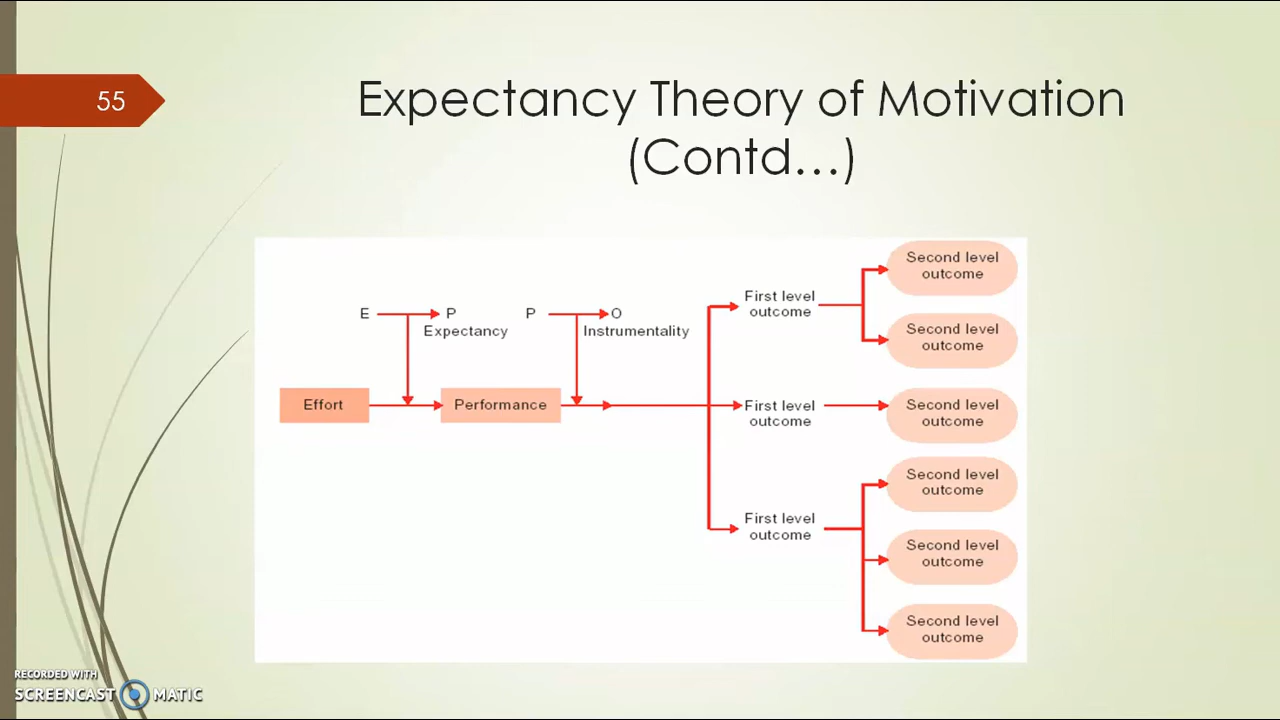 55
Expectancy Theory of Motivation
(Contd...)
E
P
Expectancy
P
O
Instrumentality
Effort
Performance
First level
outcome
First level
outcome
First level
outcome
Second level
outcome
Second level
outcome
Second level
outcome
Second level
outcome
Second level
outcome
Second level
outcome
RECORDED WITH
SCREENCAST MATIC